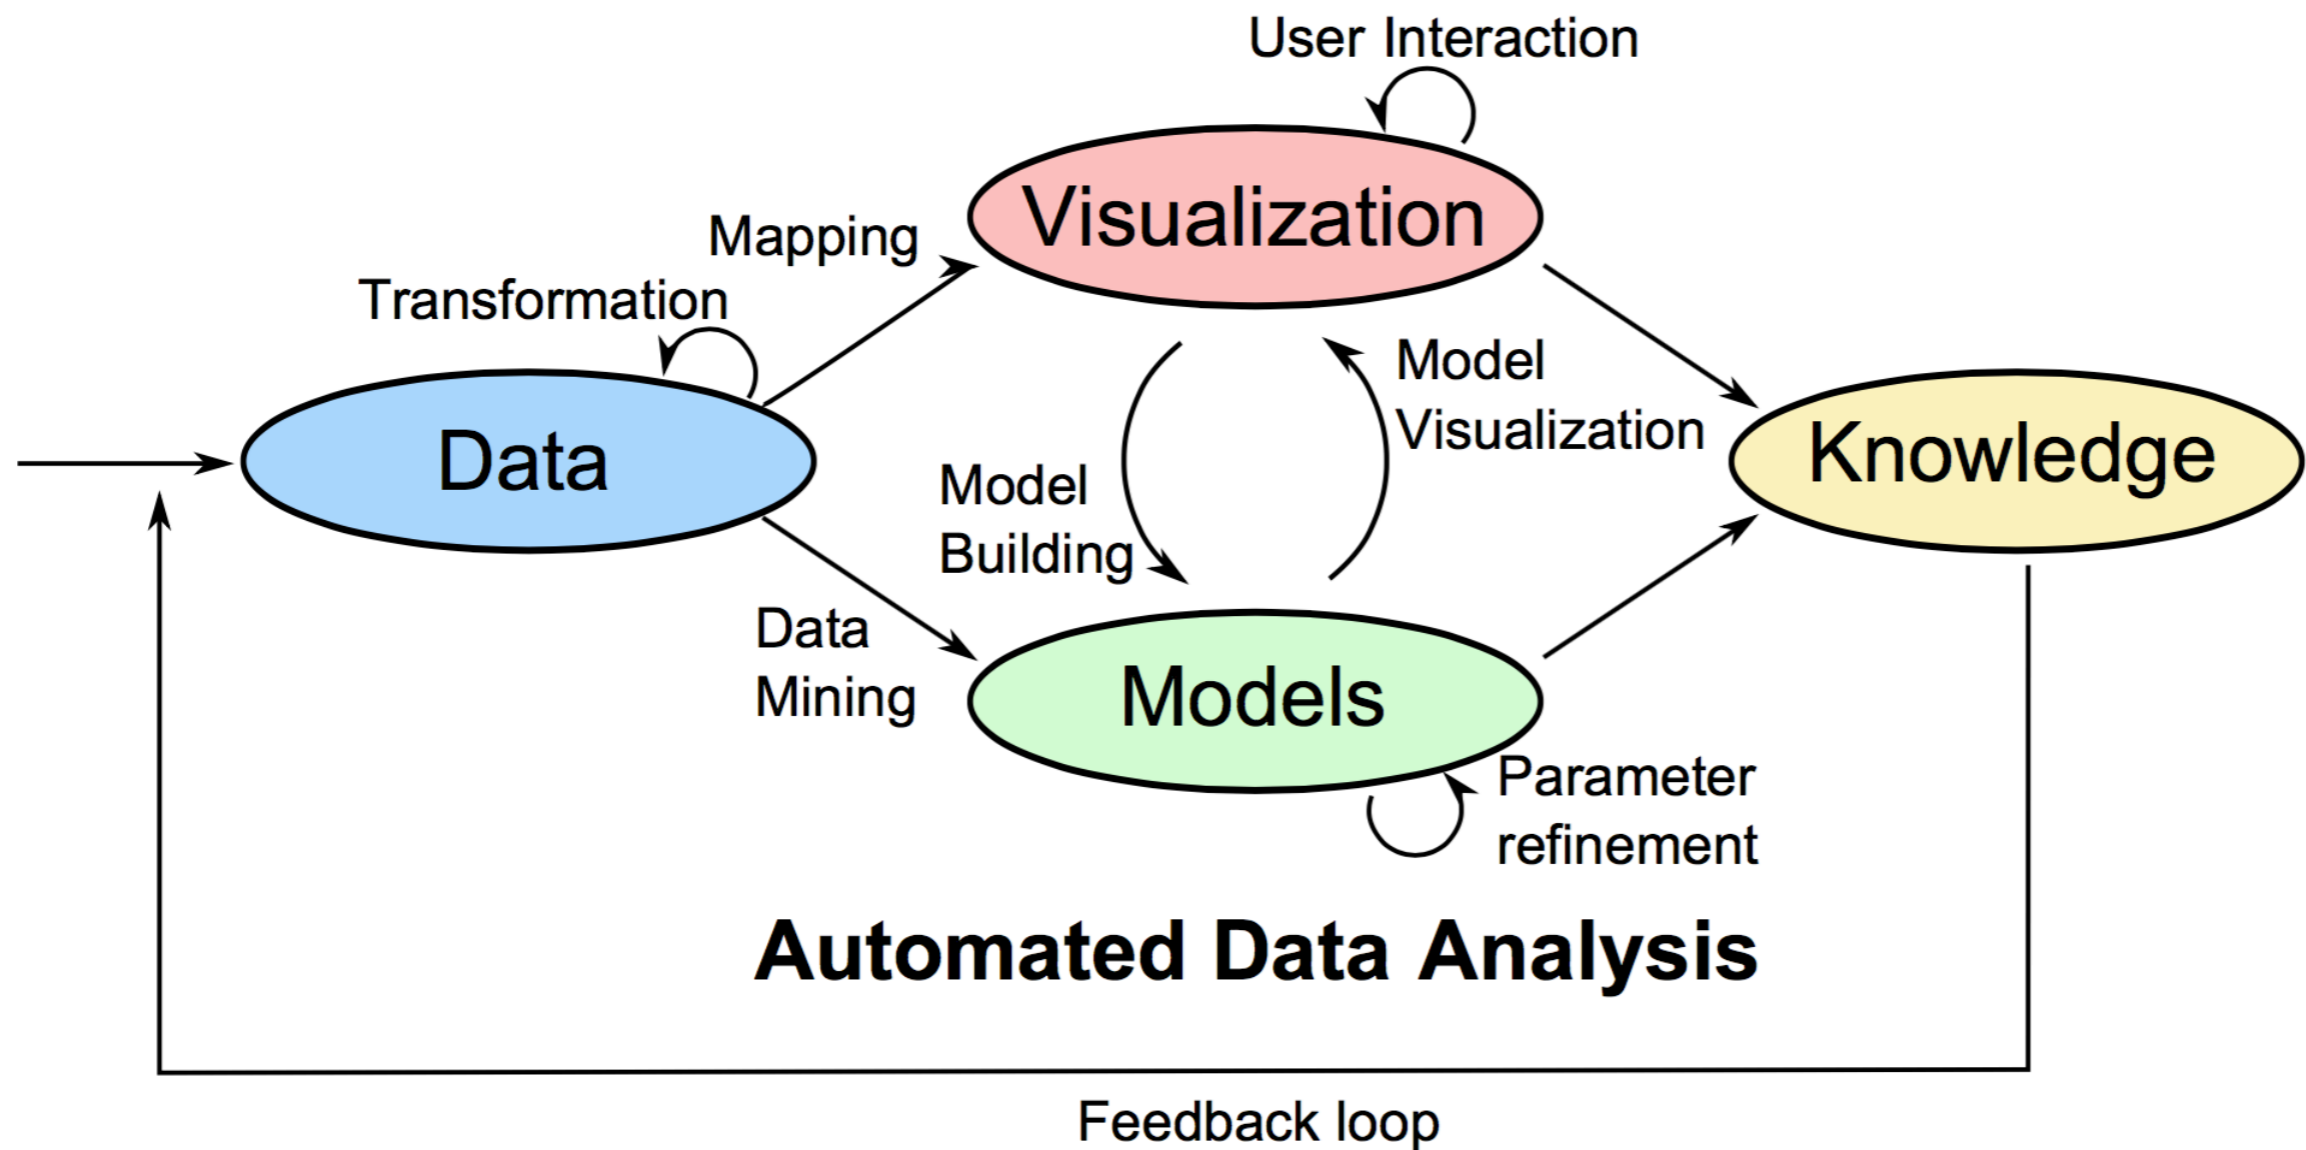 User Interaction
Visualization
Mapping
Transformation
Data
Model
Visualization
Model
Building
Knowledge
Data
Mining
Models
Parameter
refinement
Automated Data Analysis
Feedback loop